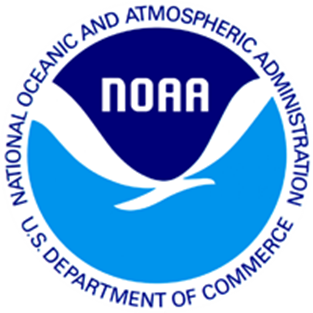 NATIONAL OCEANIC AND ATMOSPHERIC ADMINISTRATION
NOAA
U.S. DEPARTMENT OF COMMERCE